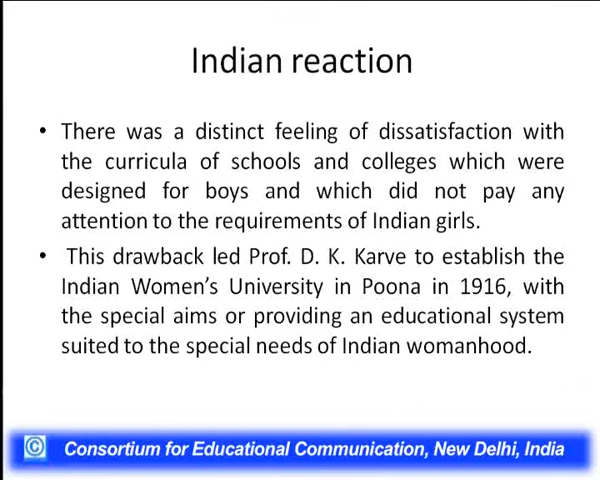 Indian reaction
• There was a distinct feeling of dissatisfaction with
the curricula of schools and colleges which were
designed for boys and which did not pay any
attention to the requirements of Indian girls.
• This drawback led Prof. D. K. Karve to establish the
Indian Women's University in Poona in 1916, with
the special aims or providing an educational system
suited to the special needs of Indian womanhood.
© Consortium for Educational Communication, New Delhi, India